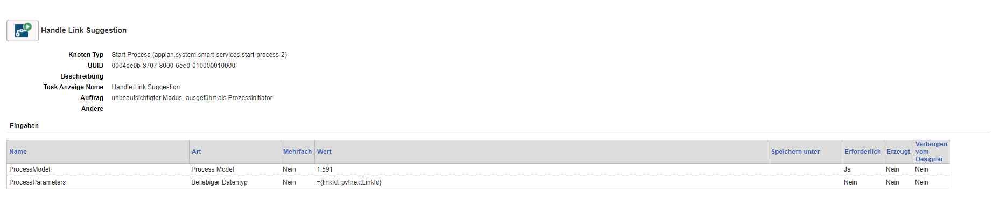 Handle Link Suggestion
Knoten Typ Start Process (appian.system.smart-services.start-process-2)
UUID 0004de0b-8707-8000-6ee0-010000010000
Beschreibung
Task Anzeige Name Handle Link Suggestion
Auftrag unbeaufsichtigter Modus, ausgeführt als Prozessinitiator
Andere
Eingaben
Name Art Mehrfach Wert Speichern unter Erforderlich Erzeugt Verborgen vom Designer
ProcessModel Process Model Nein 1.591 Ja Nein Nein
ProcessParameters Beliebiger Datentyp Nein ={linkId: pv!nextLinkId} Nein Nein Nein